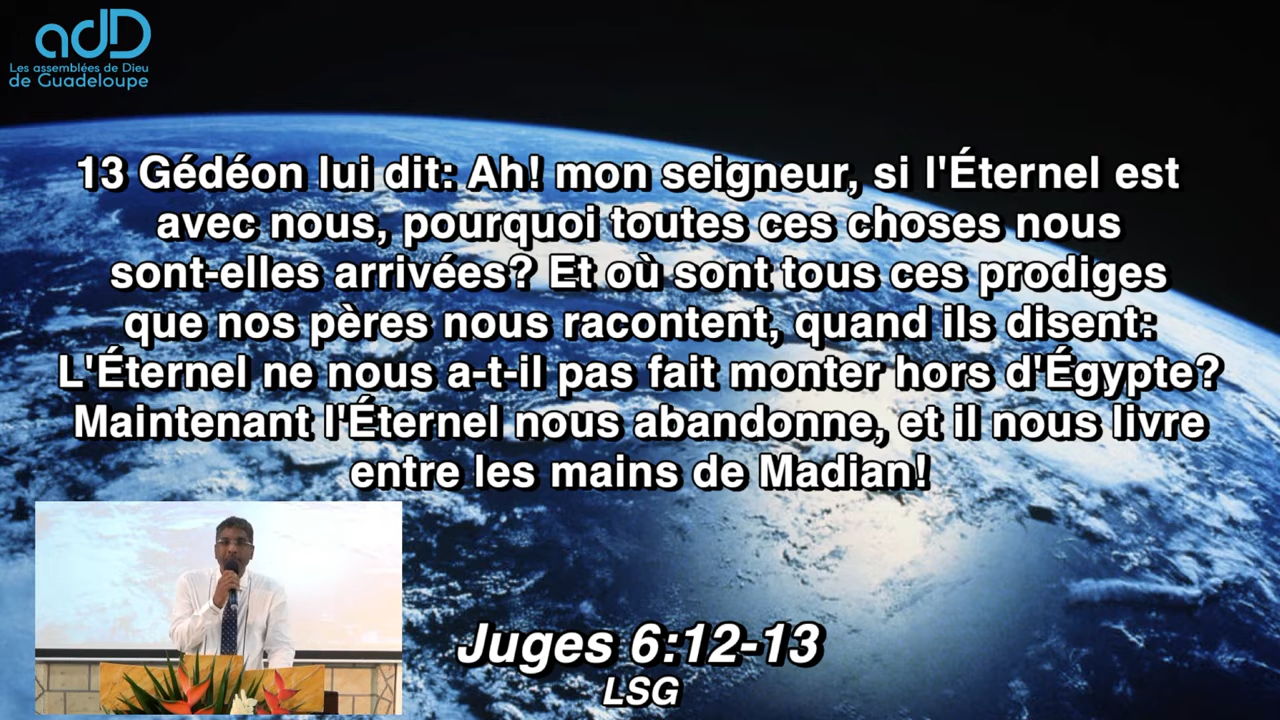 adD
Les assemblées de Dieu
de Guadeloupe
13 Gédéon lui dit: Ah! mon seigneur, si l'Éternel est
avec nous, pourquoi toutes ces choses nous
sont-elles arrivées? Et où sont tous ces prodiges
que nos pères nous racontent, quand ils disent:
L'Éternel ne nous a-t-il pas fait monter hors d'Égypte?
Maintenant l'Éternel nous abandonne, et il nous livre
entre les mains de Madian!
Juges 6:12-13
LSG